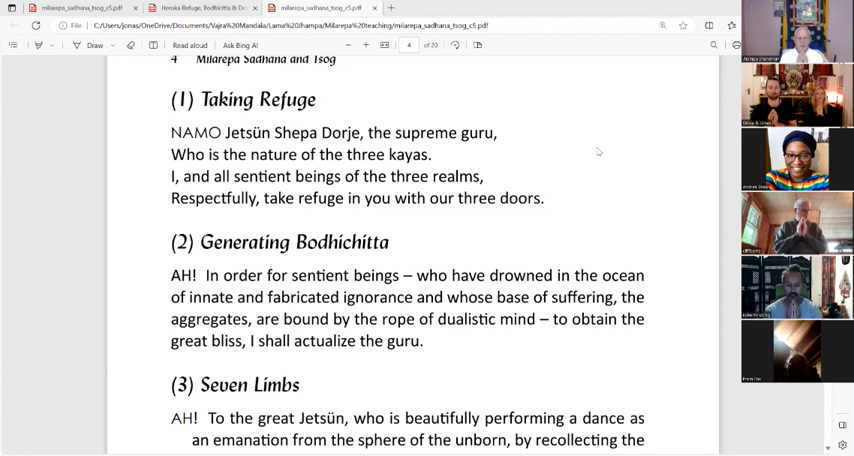 milarepa_sadhana_tsog_c5.pdf
Heruka Refuge, Bodhicitta & Do
milarepa_sadhana_tsog_c5.pdf
File
C:/Users/jonas/OneDrive/Documents/Vajra%20Mandala/Lama%20Jhampa/Milarepa%20teaching/milarepa_sadhana_tsog_c5.pdf
Draw
Read aloud
Ask Bing AI
4
of 20
4 Milarepa Sadhana and Tsog
(1) Taking Refuge
NAMO Jetsün Shepa Dorje, the supreme guru,
Who is the nature of the three kayas.
I, and all sentient beings of the three realms,
Respectfully, take refuge in you with our three doors.
(2) Generating Bodhichitta
AH! In order for sentient beings – who have drowned in the ocean
of innate and fabricated ignorance and whose base of suffering, the
aggregates, are bound by the rope of dualistic mind – to obtain the
great bliss, I shall actualize the guru.
(3) Seven Limbs
AH! To the great Jetsün, who is beautifully performing a dance as
an emanation from the sphere of the unborn, by recollecting the
Jhampa Shaneman